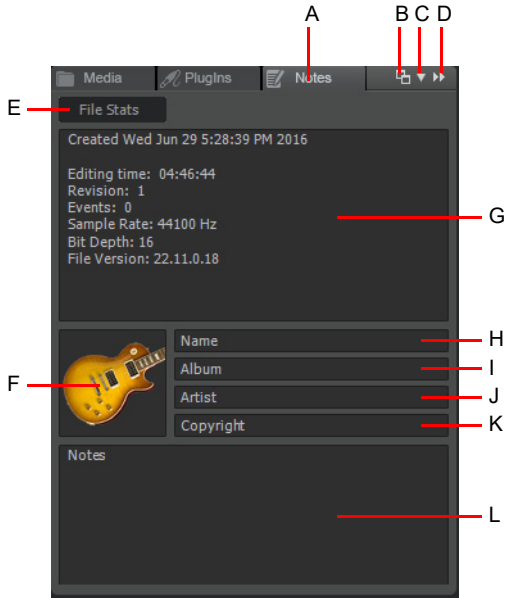 A B C D
Media PlugIns Notes
E
File Stats
Created Wed Jun 29 5:28:39 PM 2016
Editing time: 04:46:44
Revision: 1
Events: 0
Sample Rate: 44100 Hz
Bit Depth: 16
File Version: 22.11.0.18
G
F
Name
H
Album
I
Artist
J
Copyright
K
Notes
L